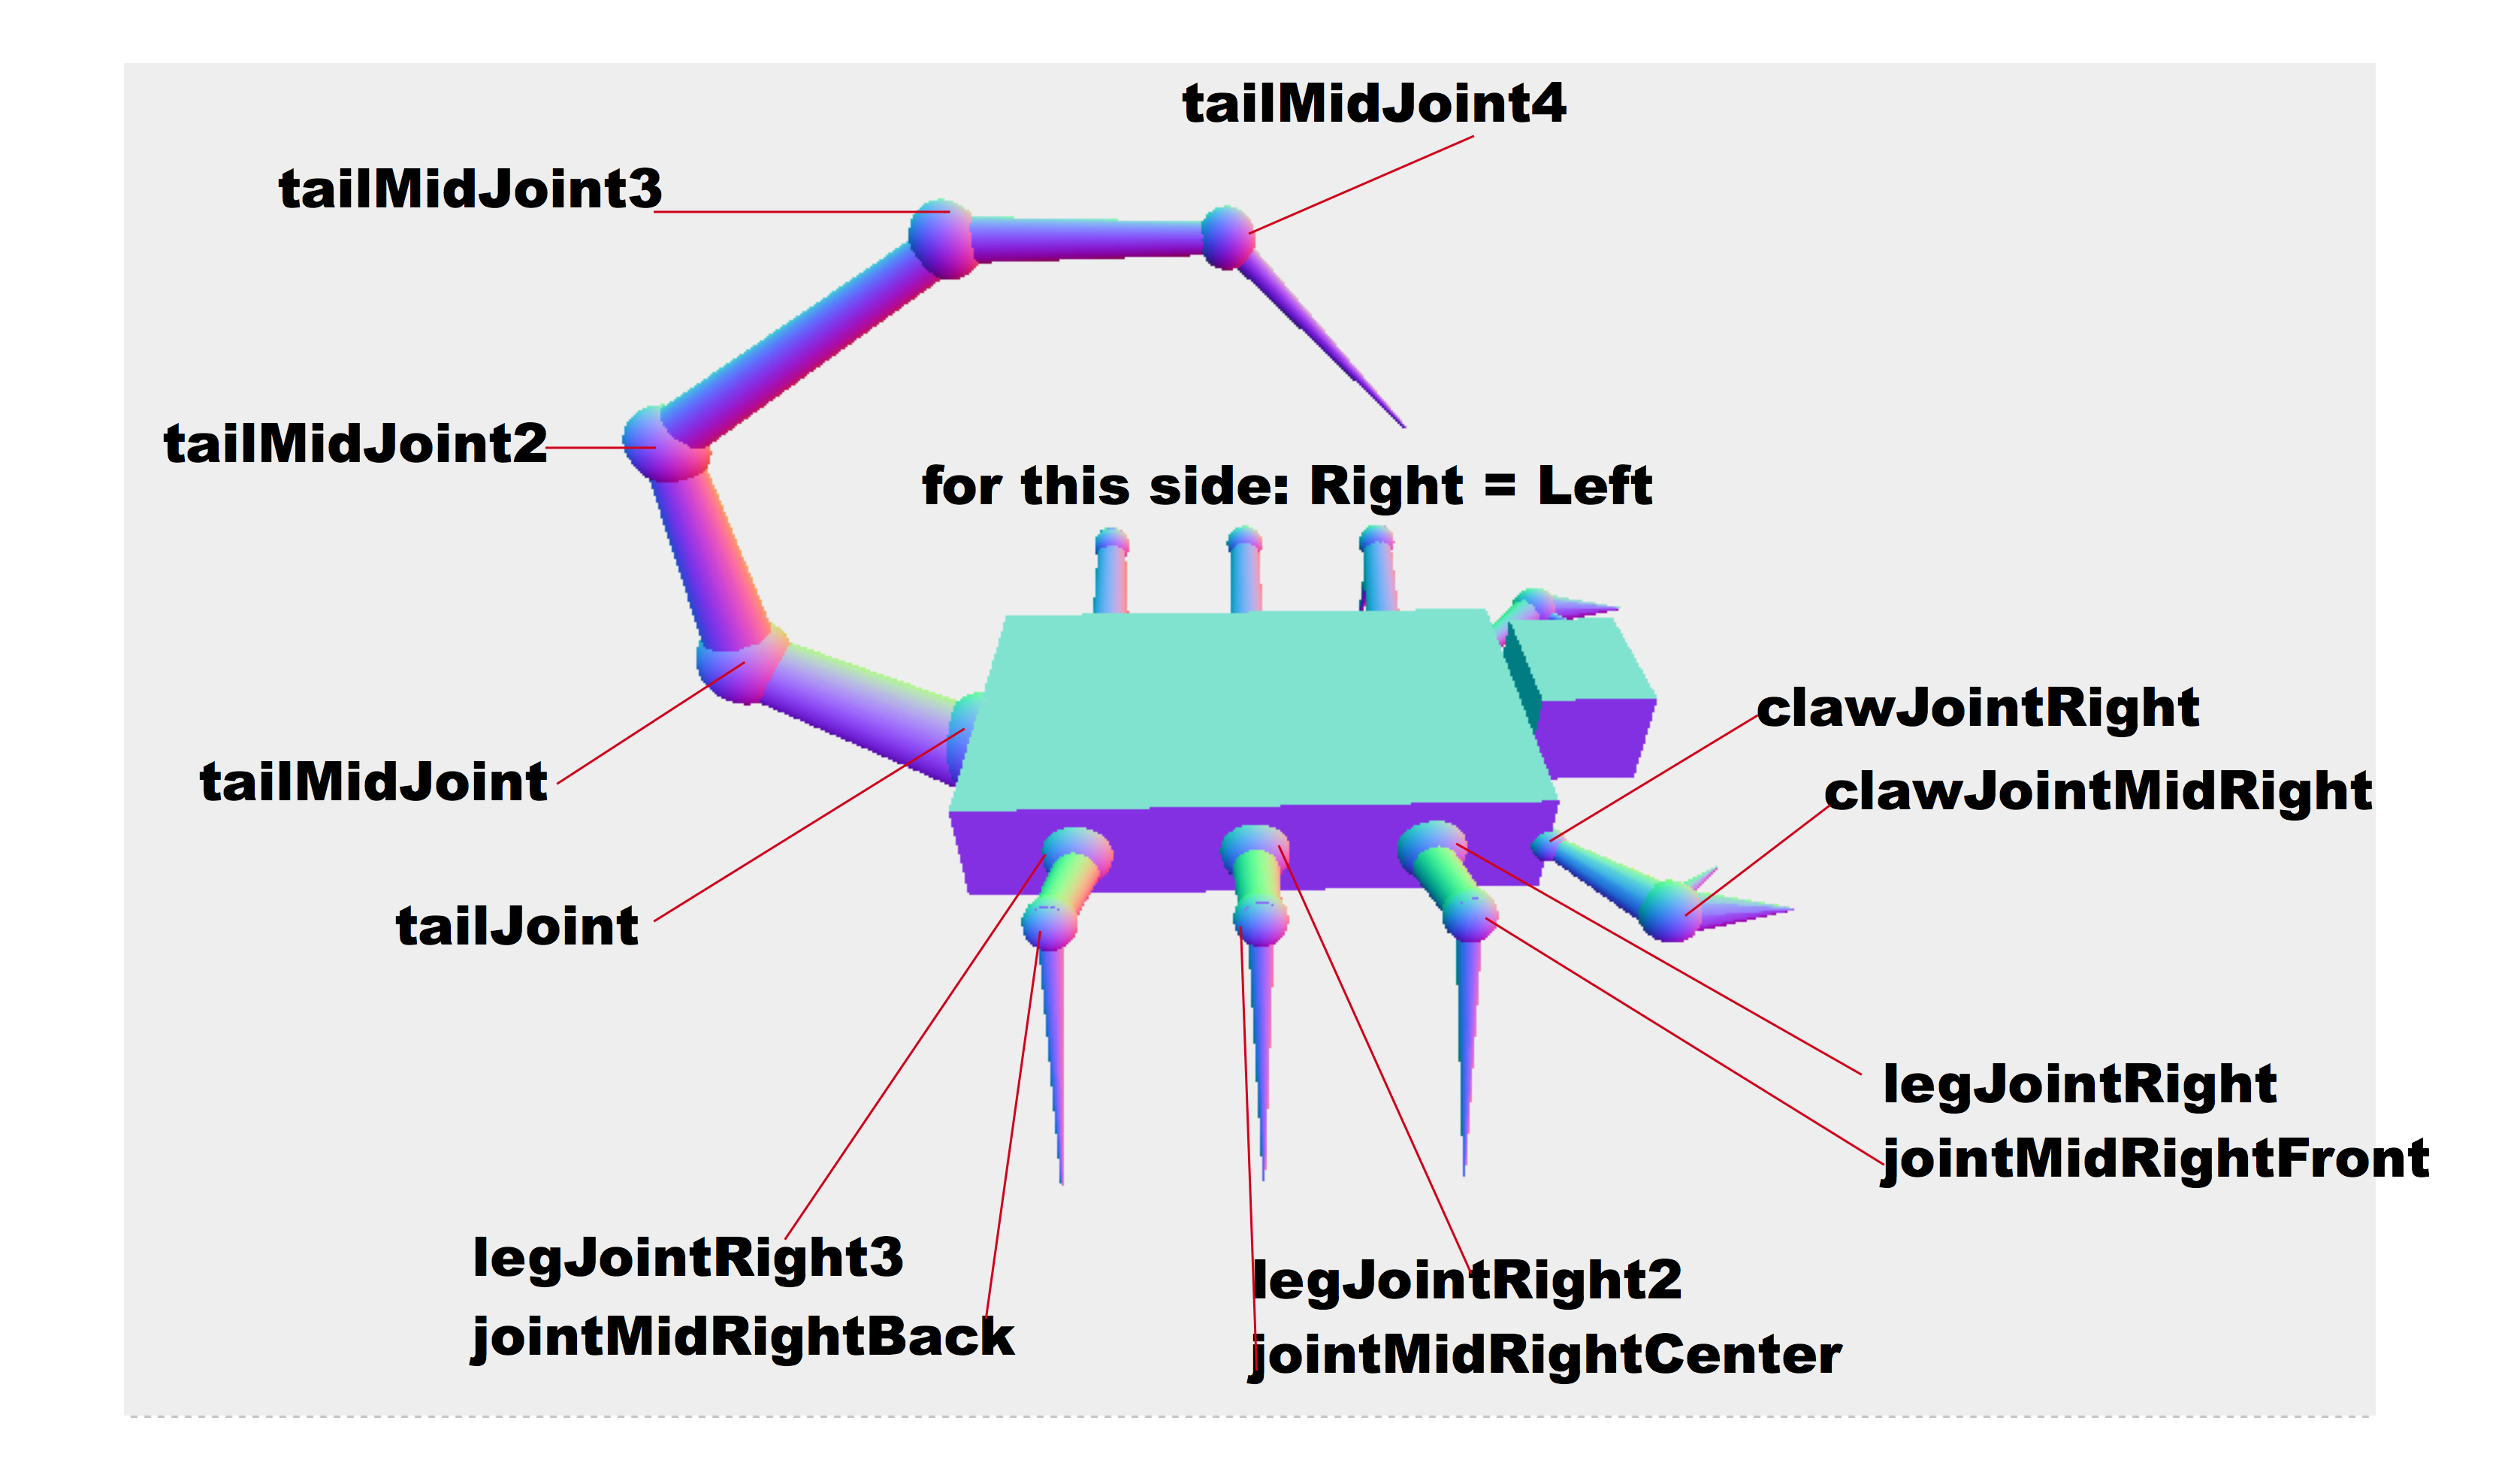 tailMidJoint4
tailMidJoint3
tailMidJoint2
for this side: Right = Left
clawJointRight
clawJointMidRight
tailMidJoint
tailJoint
legJointRight
jointMidRightFront
legJointRight3
jointMidRightBack
legJointRight2
jointMidRightCenter